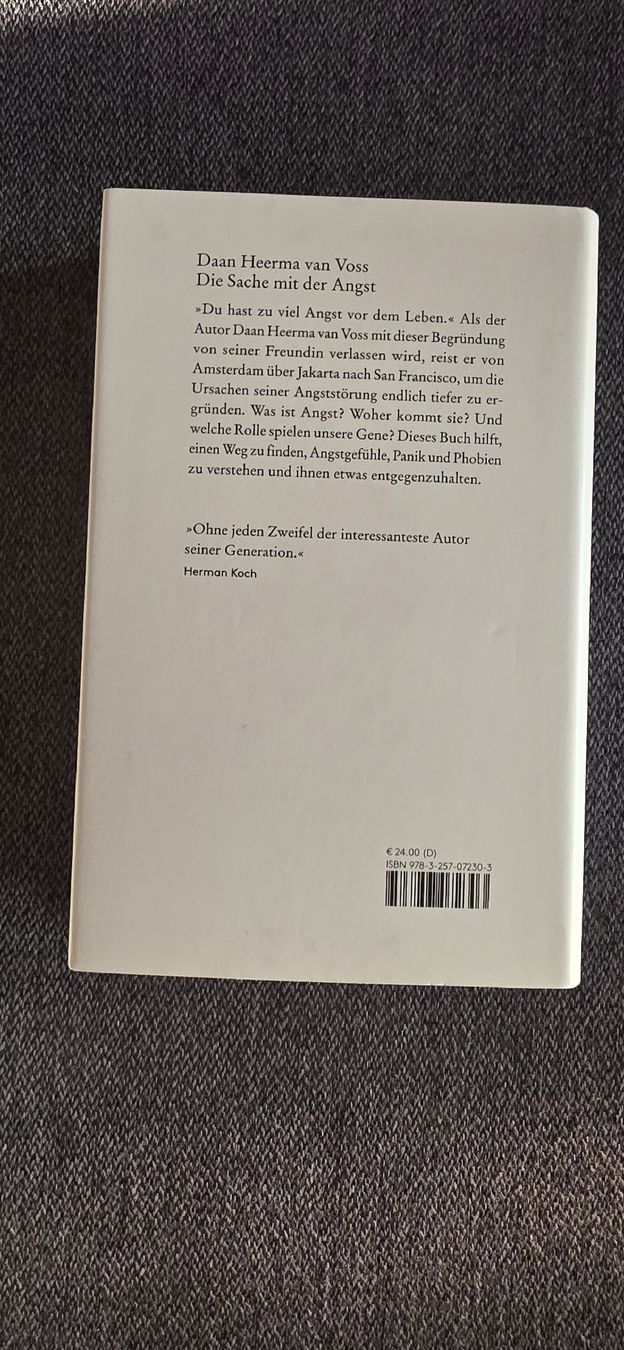 Daan Heerma van Voss
Die Sache mit der Angst
»Du hast zu viel Angst vor dem Leben.« Als der
Autor Daan Heerma van Voss mit dieser Begründung
von seiner Freundin verlassen wird, reist er von
Amsterdam über Jakarta nach San Francisco, um die
Ursachen seiner Angststörung endlich tiefer zu er-
gründen. Was ist Angst? Woher kommt sie? Und
welche Rolle spielen unsere Gene? Dieses Buch hilft,
einen Weg zu finden, Angstgefühle, Panik und Phobien
zu verstehen und ihnen etwas entgegenzuhalten.
»Ohne jeden Zweifel der interessanteste Autor
seiner Generation.«
Herman Koch
€ 24.00 (D)
ISBN 978-3-257-07230-3